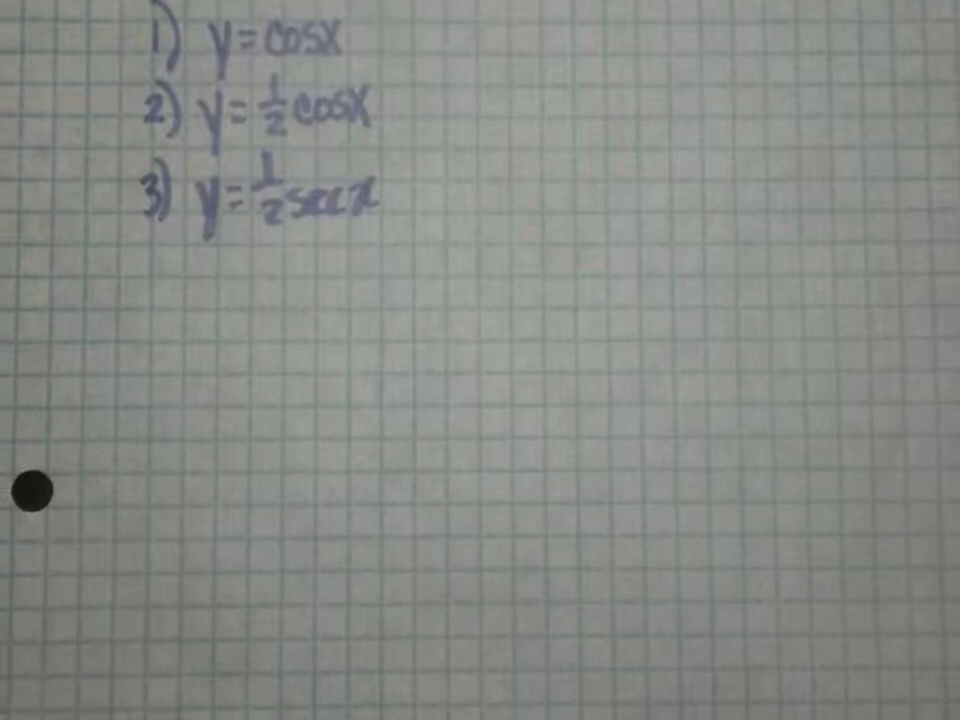 1) y = cosx
2) y = 1/2 cosx
3) y = 1/2 secx